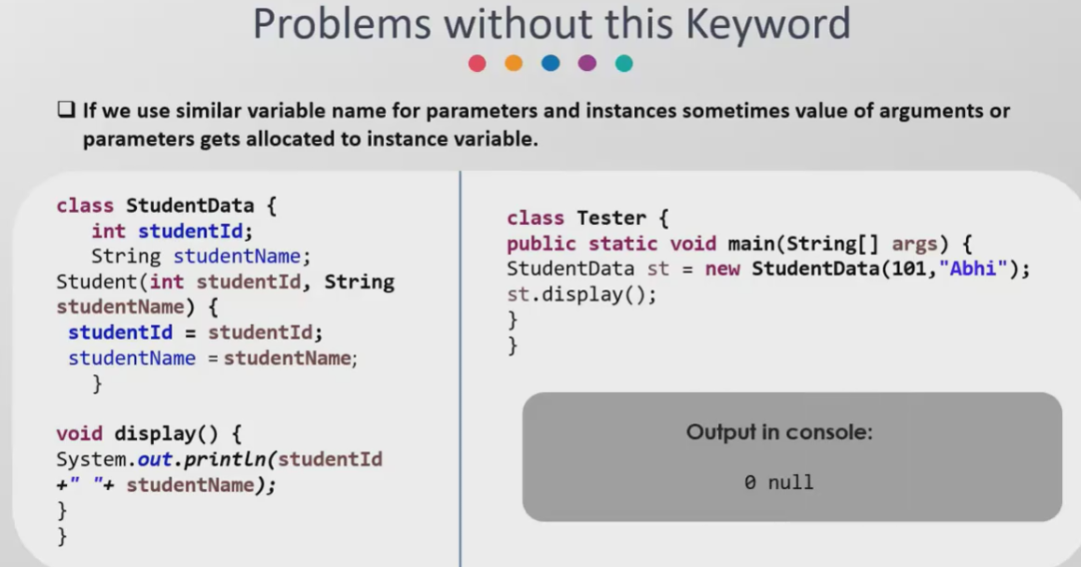 Problems without this Keyword
If we use similar variable name for parameters and instances sometimes value of arguments or
parameters gets allocated to instance variable.
class StudentData {
int studentId;
String studentName;
Student(int studentId, String
studentName) {
studentId = studentId;
studentName = studentName;
}
void display() {
System.out.println(studentId
+" "+ studentName);
}
}
class Tester {
public static void main(String[] args) {
StudentData st = new StudentData(101,"Abhi");
st.display();
}
}
Output in console:
0 null